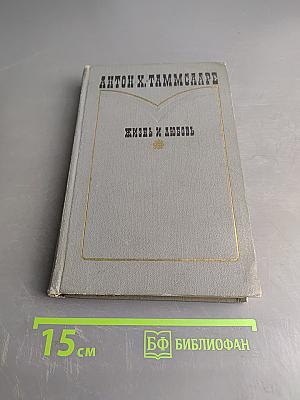 АНТОН Х. ТАММСААРЕ
ЖИЗНЬ И ЛЮБОВЬ
15 см
БФ БИБЛИОФАН